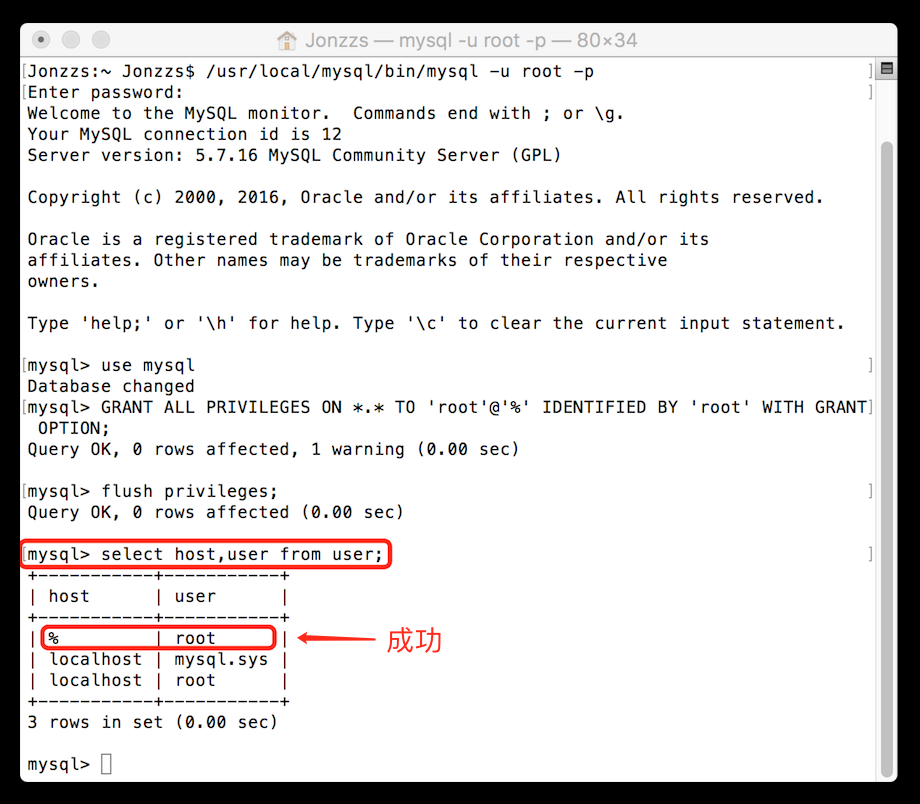 Jonzzs — mysql -u root -p — 80×34
[Jonzzs:~ Jonzzs$ /usr/local/mysql/bin/mysql -u root -p ]
[Enter password: ]
Welcome to the MySQL monitor.  Commands end with ; or \g.
Your MySQL connection id is 12
Server version: 5.7.16 MySQL Community Server (GPL)
Copyright (c) 2000, 2016, Oracle and/or its affiliates. All rights reserved.
Oracle is a registered trademark of Oracle Corporation and/or its
affiliates. Other names may be trademarks of their respective
owners.
Type 'help;' or '\h' for help. Type '\c' to clear the current input statement.
[mysql> use mysql ]
Database changed
[mysql> GRANT ALL PRIVILEGES ON *.* TO 'root'@'%' IDENTIFIED BY 'root' WITH GRANT]
 OPTION;
Query OK, 0 rows affected, 1 warning (0.00 sec)
[mysql> flush privileges; ]
Query OK, 0 rows affected (0.00 sec)
[mysql> select host,user from user; ]
+-----------+-----------+
| host      | user      |
+-----------+-----------+
| %         | root      | 成功
| localhost | mysql.sys |
| localhost | root      |
+-----------+-----------+
3 rows in set (0.00 sec)
mysql>